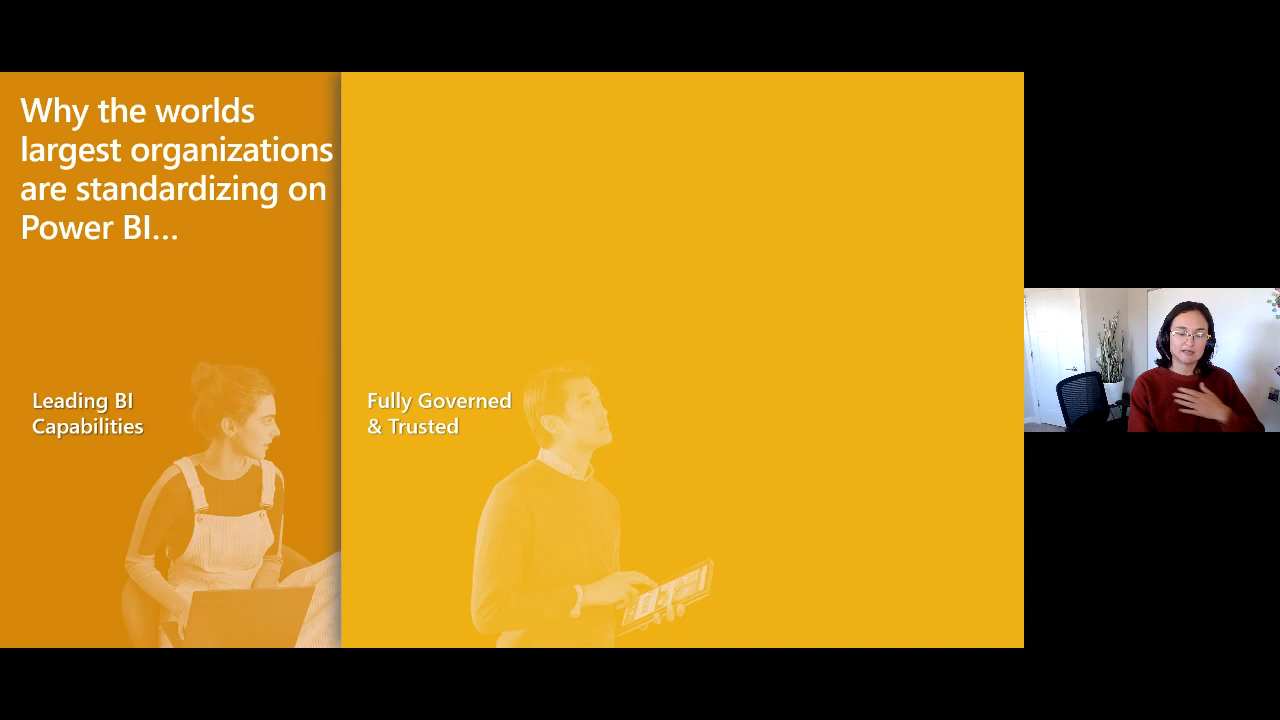 Why the worlds
largest organizations
are standardizing on
Power BI...
Leading BI
Capabilities
Fully Governed
& Trusted